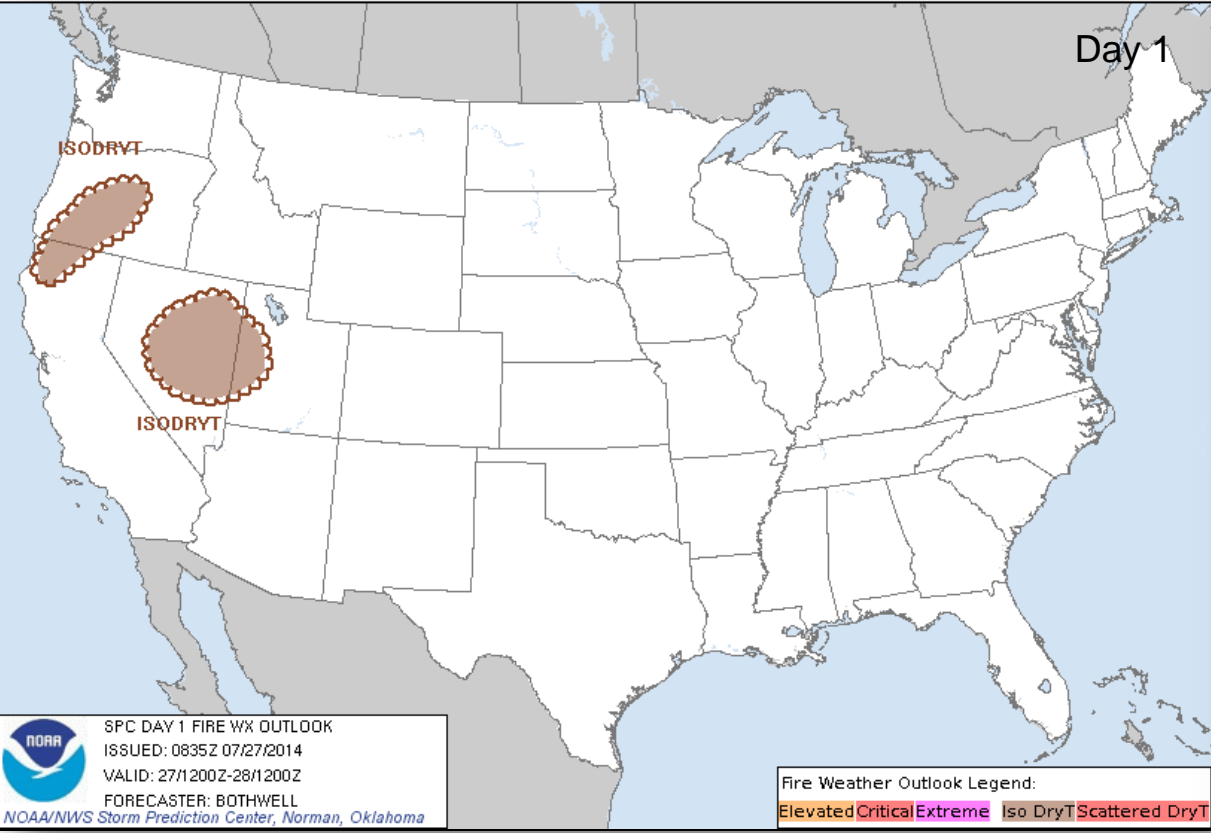 Day 1
ISODRYT
ISODRYT
NOAA
SPC DAY 1 FIRE WX OUTLOOK
ISSUED: 0835Z 07/27/2014
VALID: 27/1200Z-28/1200Z
FORECASTER: BOTHWELL
NOAA/NWS Storm Prediction Center, Norman, Oklahoma
Fire Weather Outlook Legend:
Elevated Critical Extreme Iso DryT Scattered DryT